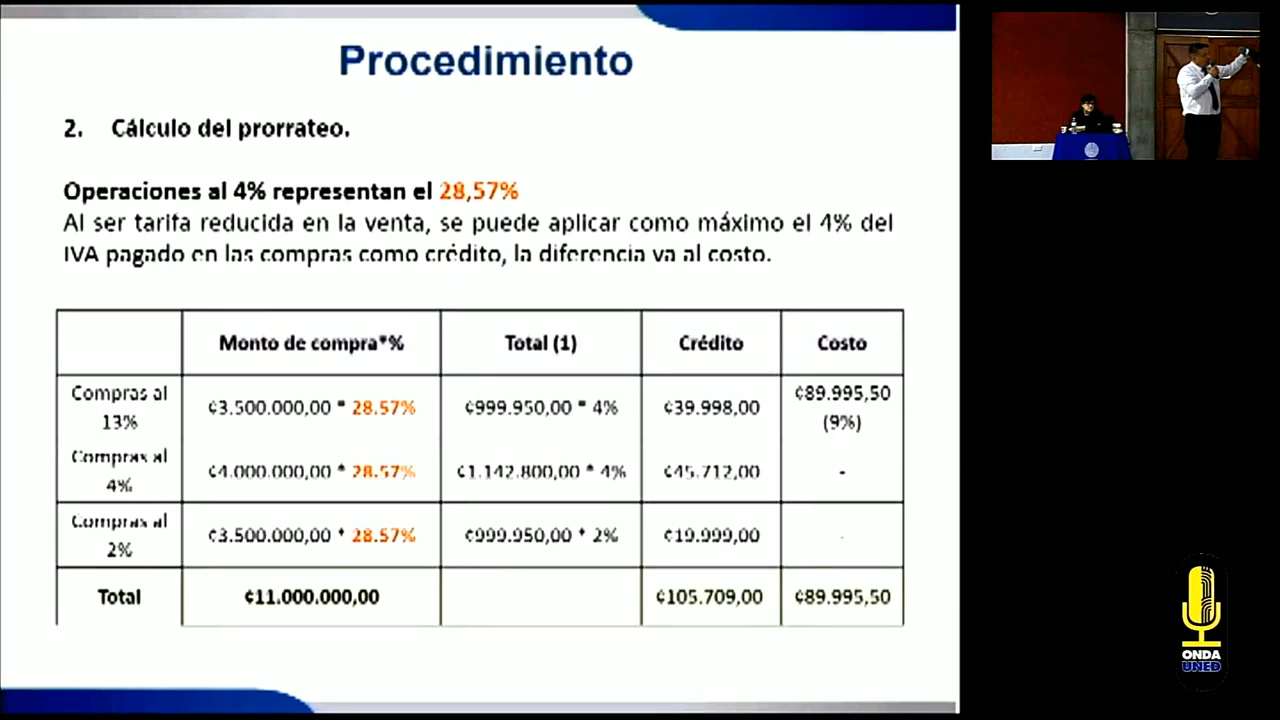 Procedimiento
2. Cálculo del prorrateo.
Operaciones al 4% representan el 28,57%
Al ser tarifa reducida en la venta, se puede aplicar como máximo el 4% del
IVA pagado en las compras como crédito, la diferencia va al costo.
Monto de compra*% Total (1) Crédito Costo
Compras al 13% ¢3.500.000,00 * 28.57% ¢999.950,00 * 4% ¢39.998,00 ¢89.995,50 (9%)
Compras al 4% ¢4.000.000,00 * 28.57% ¢1.142.800,00 * 4% ¢45.712,00 -
Compras al 2% ¢3.500.000,00 * 28.57% ¢999.950,00 * 2% ¢19.999,00 -
Total ¢11.000.000,00 ¢105.709,00 ¢89.995,50
ONDA
UNED